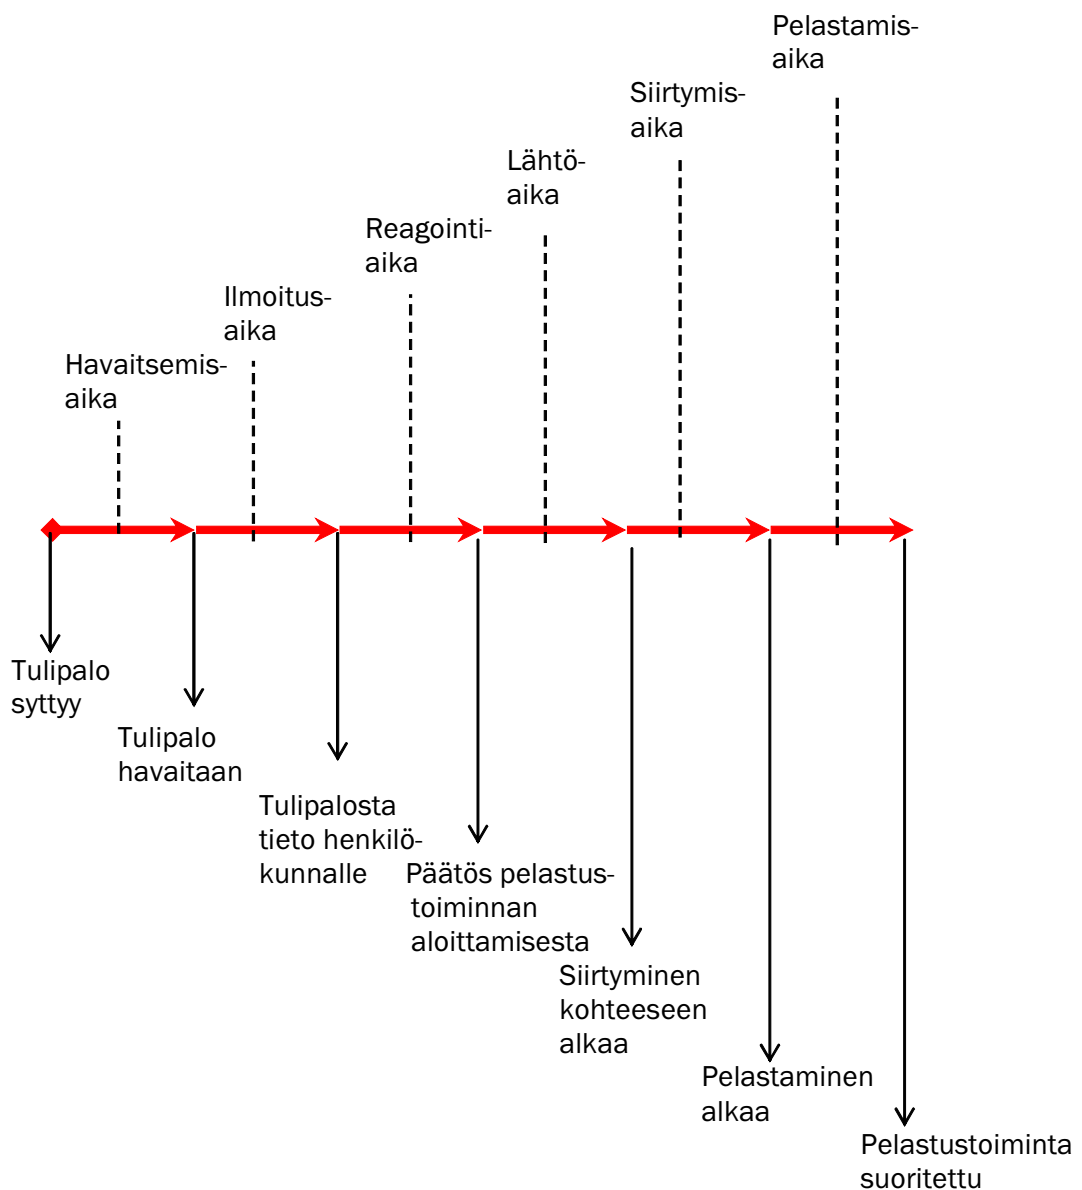 Pelastamis-
aika
Siirtymis-
aika
Lähtö-
aika
Reagointi-
aika
Ilmoitus-
aika
Havaitsemis-
aika
Tulipalo
syttyy
Tulipalo
havaitaan
Tulipalosta
tieto henkilö-
kunnalle
Päätös pelastus-
toiminnan
aloittamisesta
Siirtyminen
kohteeseen
alkaa
Pelastaminen
alkaa
Pelastustoiminta
suoritettu